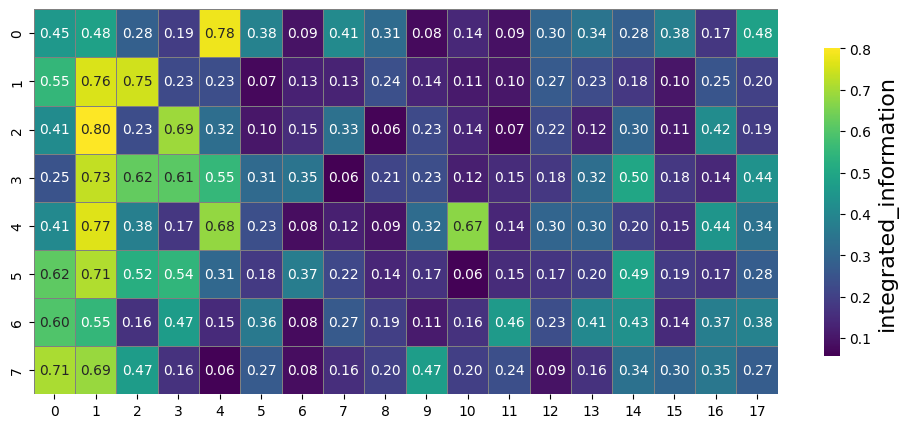 0 0.45 0.48 0.28 0.19 0.78 0.38 0.09 0.41 0.31 0.08 0.14 0.09 0.30 0.34 0.28 0.38 0.17 0.48
1 0.55 0.76 0.75 0.23 0.23 0.07 0.13 0.13 0.24 0.14 0.11 0.10 0.27 0.23 0.18 0.10 0.25 0.20
2 0.41 0.80 0.23 0.69 0.32 0.10 0.15 0.33 0.06 0.23 0.14 0.07 0.22 0.12 0.30 0.11 0.42 0.19
3 0.25 0.73 0.62 0.61 0.55 0.31 0.35 0.06 0.21 0.23 0.12 0.15 0.18 0.32 0.50 0.18 0.14 0.44
4 0.41 0.77 0.38 0.17 0.68 0.23 0.08 0.12 0.09 0.32 0.67 0.14 0.30 0.30 0.20 0.15 0.44 0.34
5 0.62 0.71 0.52 0.54 0.31 0.18 0.37 0.22 0.14 0.17 0.06 0.15 0.17 0.20 0.49 0.19 0.17 0.28
6 0.60 0.55 0.16 0.47 0.15 0.36 0.08 0.27 0.19 0.11 0.16 0.46 0.23 0.41 0.43 0.14 0.37 0.38
7 0.71 0.69 0.47 0.16 0.06 0.27 0.08 0.16 0.20 0.47 0.20 0.24 0.09 0.16 0.34 0.30 0.35 0.27
0 1 2 3 4 5 6 7 8 9 10 11 12 13 14 15 16 17
0.8
0.7
0.6
0.5
0.4
0.3
0.2
0.1
integrated_information